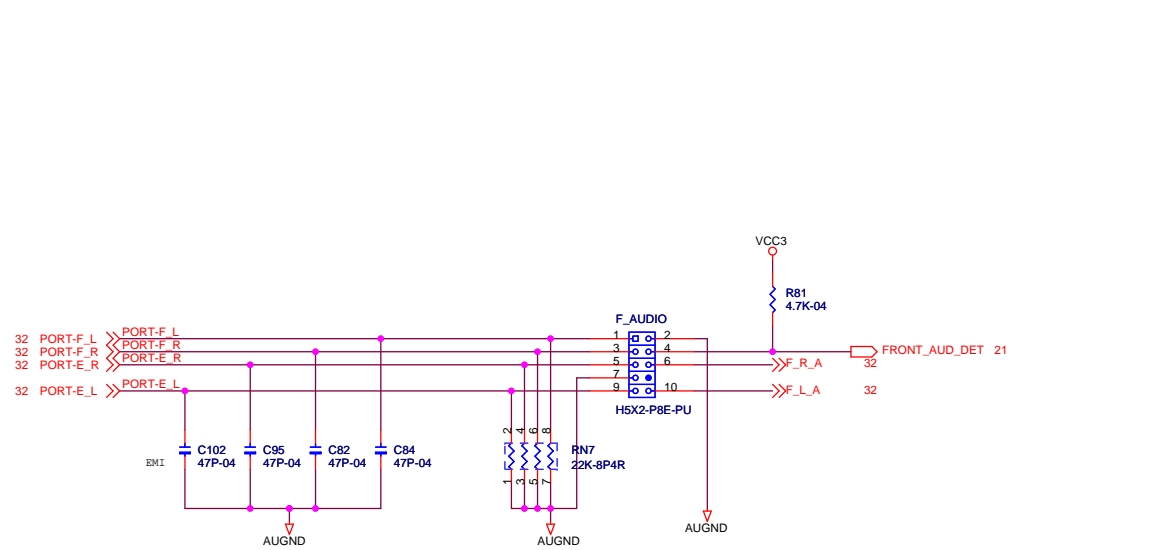 VCC3
R81
4.7K-04
F_AUDIO
32 PORT-F_L PORT-F_L 1 2
32 PORT-F_R PORT-F_R 3 4 FRONT_AUD_DET 21
32 PORT-E_R PORT-E_R 5 6 F_R_A 32
7
32 PORT-E_L PORT-E_L 9 10 F_L_A 32
H5X2-P8E-PU
2 4 6 8
C102 C95 C82 C84 RN7
EMI 47P-04 47P-04 47P-04 47P-04 22K-8P4R
1 3 5 7
AUGND AUGND AUGND